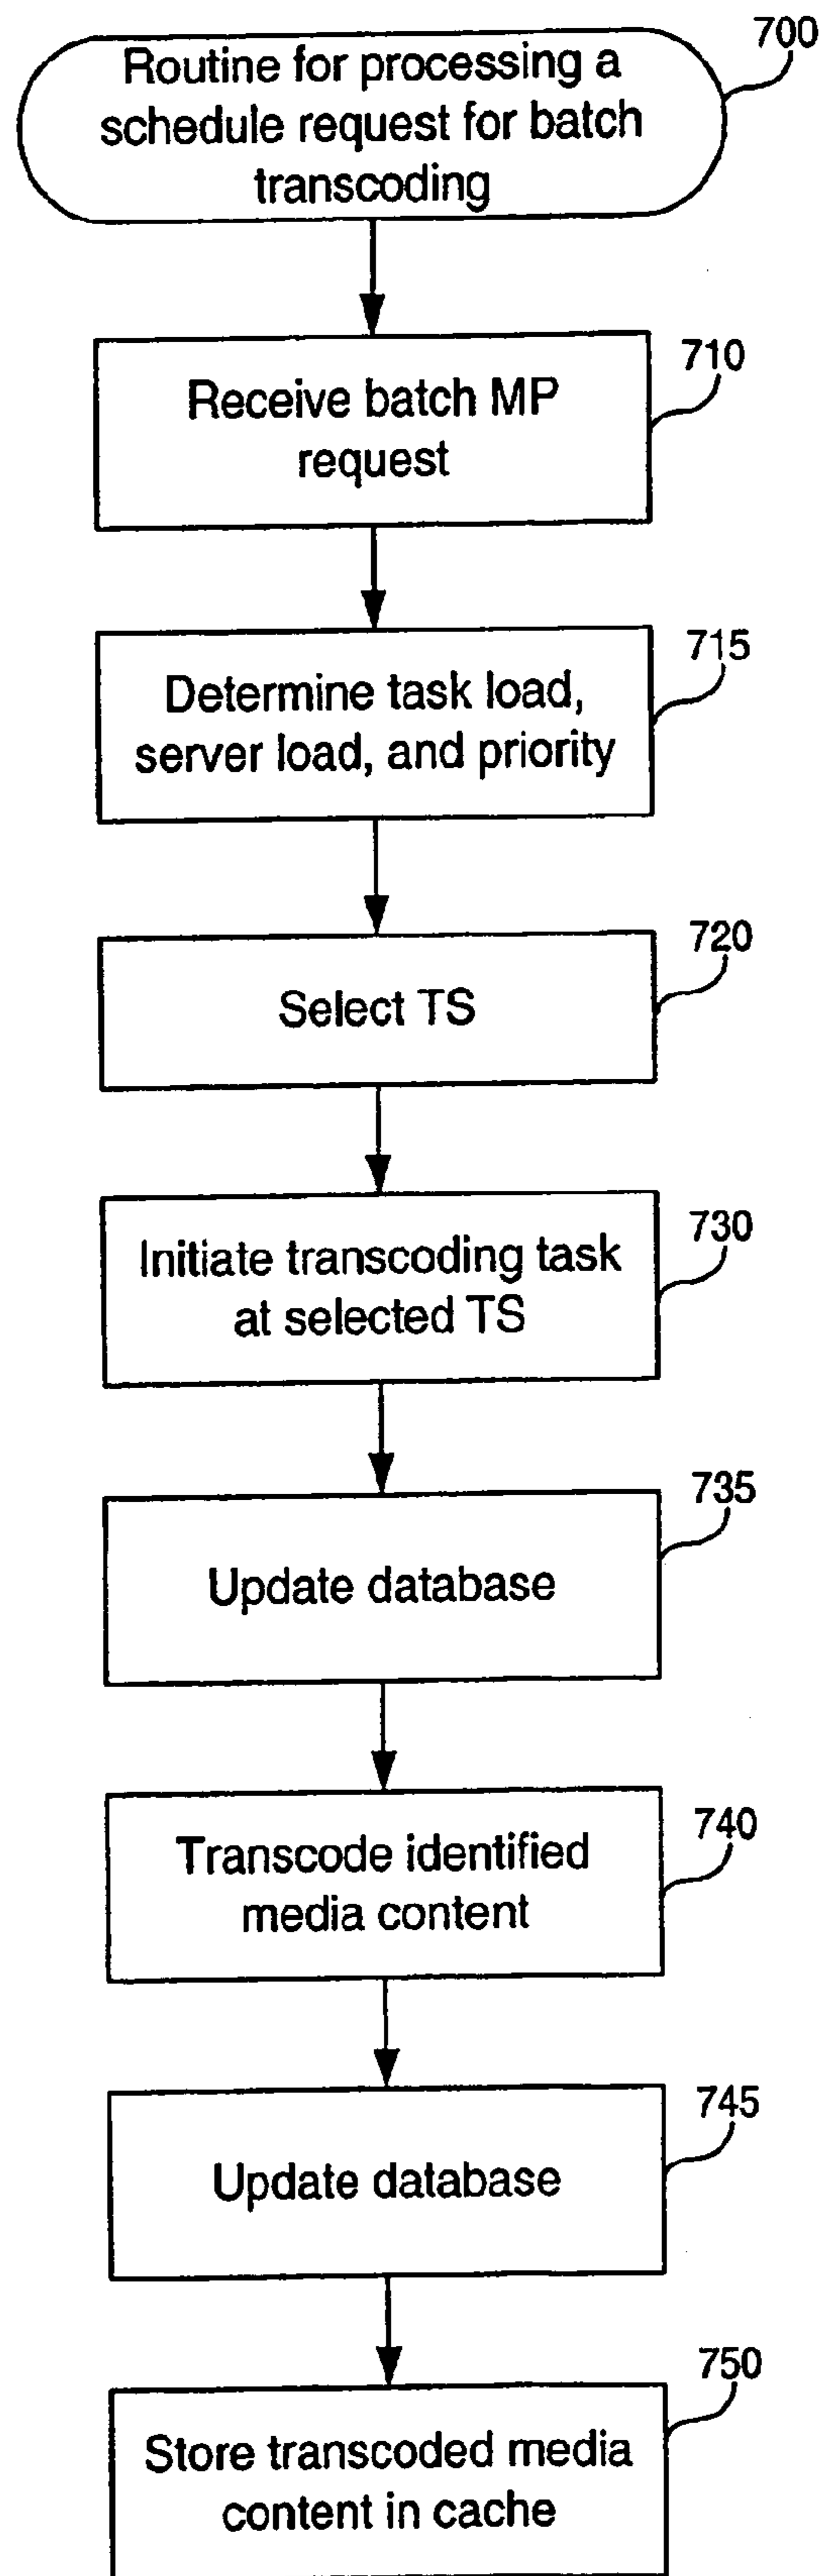 700
Routine for processing a
schedule request for batch
transcoding
710
Receive batch MP
request
715
Determine task load,
server load, and priority
720
Select TS
730
Initiate transcoding task
at selected TS
735
Update database
740
Transcode identified
media content
745
Update database
750
Store transcoded media
content in cache